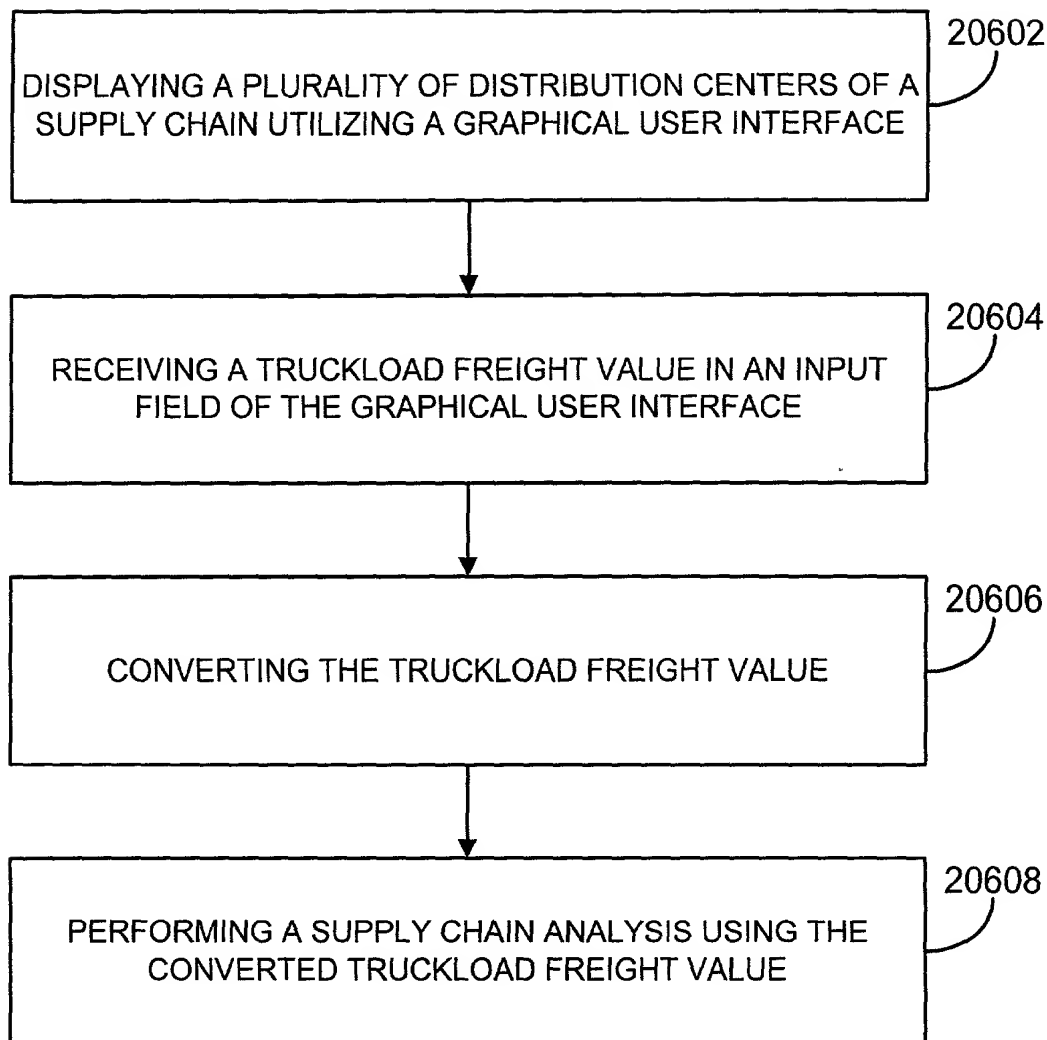 20602
DISPLAYING A PLURALITY OF DISTRIBUTION CENTERS OF A
SUPPLY CHAIN UTILIZING A GRAPHICAL USER INTERFACE
20604
RECEIVING A TRUCKLOAD FREIGHT VALUE IN AN INPUT
FIELD OF THE GRAPHICAL USER INTERFACE
20606
CONVERTING THE TRUCKLOAD FREIGHT VALUE
20608
PERFORMING A SUPPLY CHAIN ANALYSIS USING THE
CONVERTED TRUCKLOAD FREIGHT VALUE